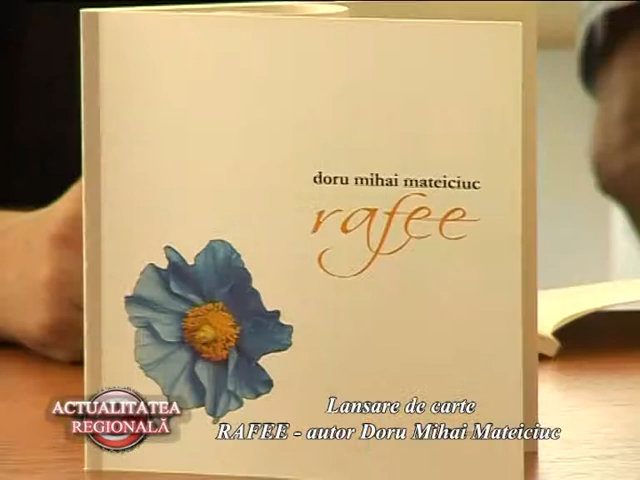 doru mihai mateiciuc
rafee
ACTUALITATEA
REGIONALĂ
Lansare de carte
RAFEE - autor Doru Mihai Mateiciuc